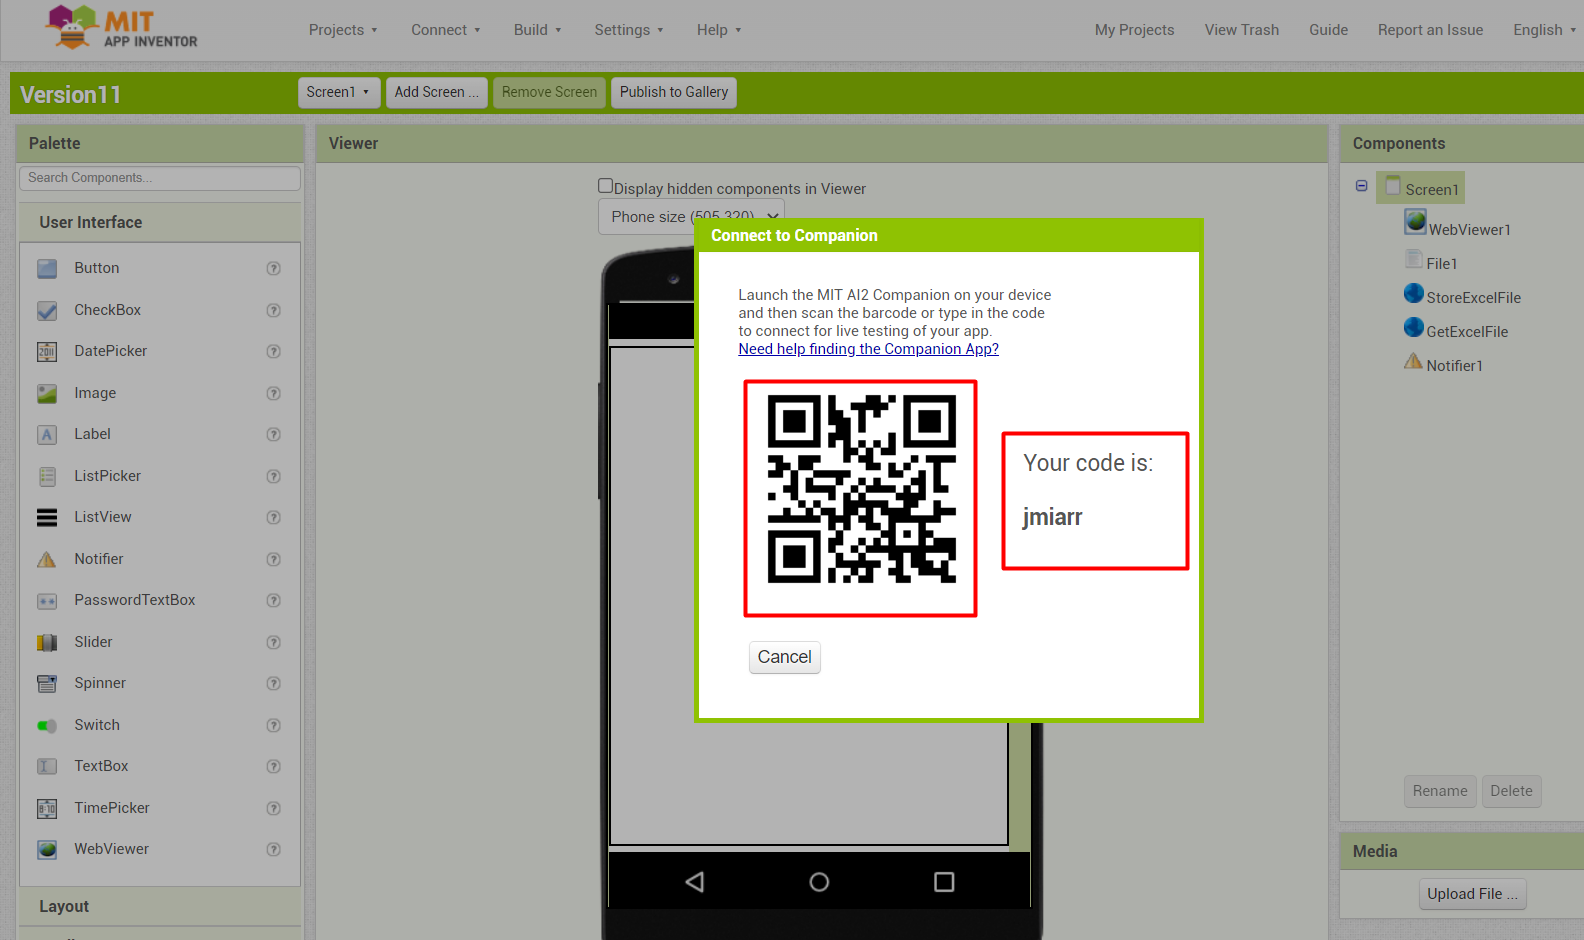 MIT
APP INVENTOR
Projects
Connect
Build
Settings
Help
My Projects
View Trash
Guide
Report an Issue
English
Version11
Screen1
Add Screen ...
Remove Screen
Publish to Gallery
Palette
Search Components...
User Interface
Button
CheckBox
DatePicker
Image
Label
ListPicker
ListView
Notifier
PasswordTextBox
Slider
Spinner
Switch
TextBox
TimePicker
WebViewer
Layout
Viewer
Display hidden components in Viewer
Phone size (505,320)
Connect to Companion
Launch the MIT AI2 Companion on your device
and then scan the barcode or type in the code
to connect for live testing of your app.
Need help finding the Companion App?
Your code is:
jmiarr
Cancel
Components
Screen1
WebViewer1
File1
StoreExcelFile
GetExcelFile
Notifier1
Rename
Delete
Media
Upload File ...